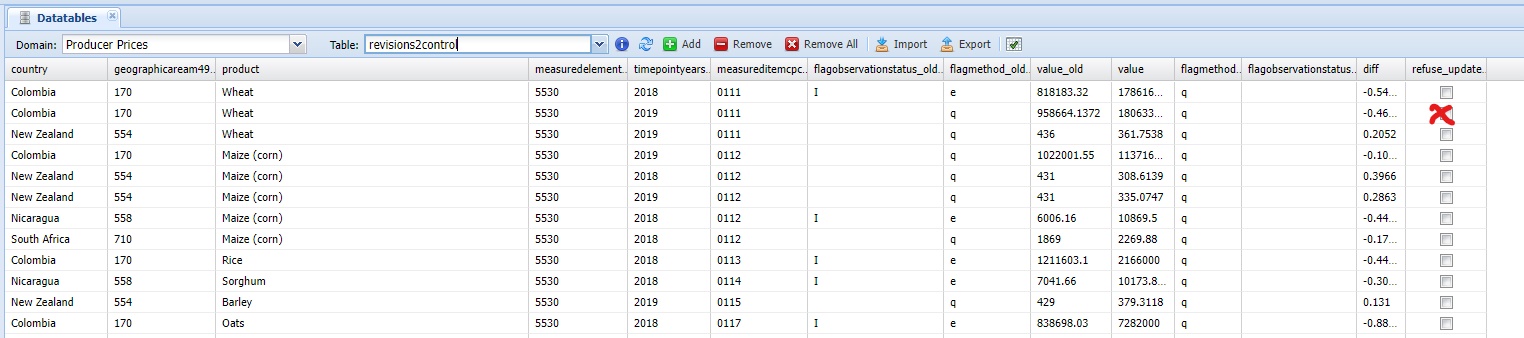 Datatables
Domain: Producer Prices Table: revisions2control Add Remove Remove All Import Export
country geographicaream49... product measuredelement... timepointyears... measureditemcpc... flagobservationstatus_old... flagmethod_old... value_old value flagmethod... flagobservationstatus... diff refuse_update...
Colombia 170 Wheat 5530 2018 0111 I e 818183.32 178616... q -0.54...
Colombia 170 Wheat 5530 2019 0111 q 958664.1372 180633... q -0.46...
New Zealand 554 Wheat 5530 2019 0111 q 436 361.7538 q 0.2052
Colombia 170 Maize (corn) 5530 2019 0112 q 1022001.55 113716... q -0.10...
New Zealand 554 Maize (corn) 5530 2018 0112 q 431 308.6139 q 0.3966
New Zealand 554 Maize (corn) 5530 2019 0112 q 431 335.0747 q 0.2863
Nicaragua 558 Maize (corn) 5530 2018 0112 I e 6006.16 10869.5 q -0.44...
South Africa 710 Maize (corn) 5530 2018 0112 q 1869 2269.88 q -0.17...
Colombia 170 Rice 5530 2018 0113 I e 1211603.1 2166000 q -0.44...
Nicaragua 558 Sorghum 5530 2018 0114 I e 7041.66 10173.8... q -0.30...
New Zealand 554 Barley 5530 2019 0115 q 429 379.3118 q 0.131
Colombia 170 Oats 5530 2018 0117 I e 838698.03 7282000 q -0.88...